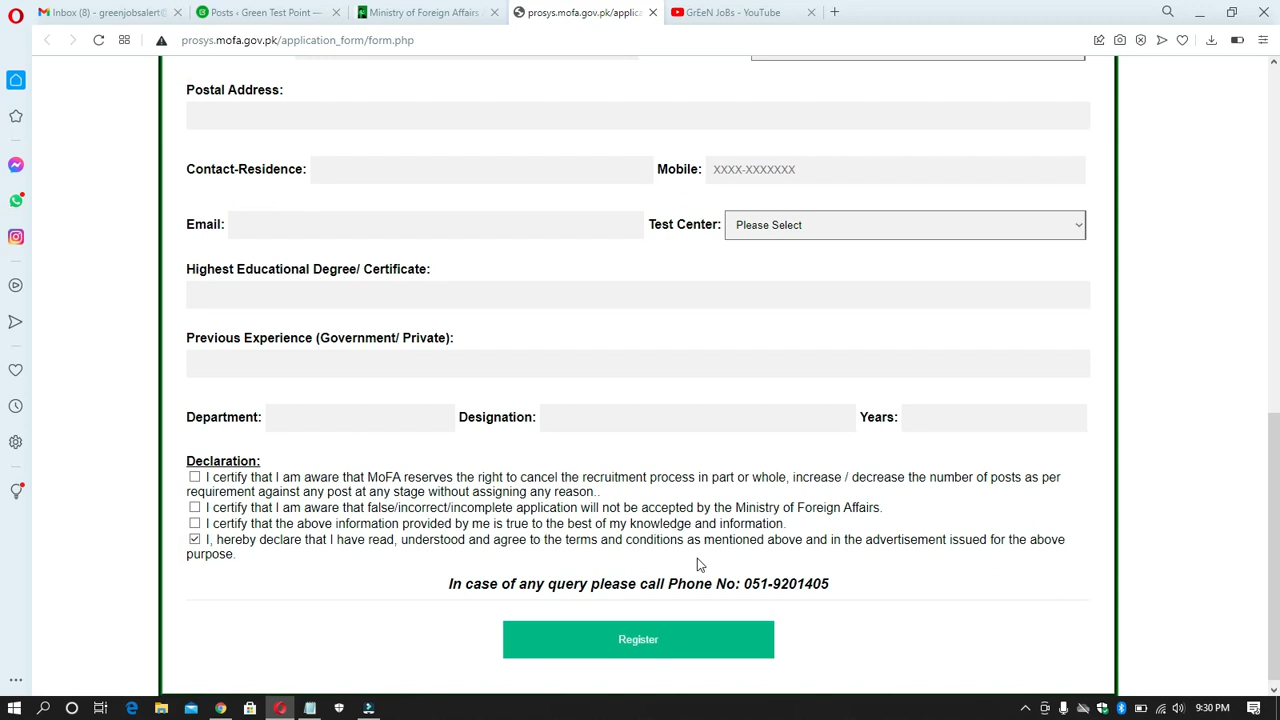 Inbox (8) - greenjobsalert@
Posts ‹ Green Test Point —
Ministry of Foreign Affairs
prosys.mofa.gov.pk/applica
GrEeN JoBs - YouTube
prosys.mofa.gov.pk/application_form/form.php
Postal Address:
Contact-Residence: Mobile: XXXX-XXXXXXX
Email: Test Center: Please Select
Highest Educational Degree/ Certificate:
Previous Experience (Government/ Private):
Department: Designation: Years:
Declaration:
I certify that I am aware that MoFA reserves the right to cancel the recruitment process in part or whole, increase / decrease the number of posts as per
requirement against any post at any stage without assigning any reason..
I certify that I am aware that false/incorrect/incomplete application will not be accepted by the Ministry of Foreign Affairs.
I certify that the above information provided by me is true to the best of my knowledge and information.
I, hereby declare that I have read, understood and agree to the terms and conditions as mentioned above and in the advertisement issued for the above
purpose.
In case of any query please call Phone No: 051-9201405
Register
9:30 PM